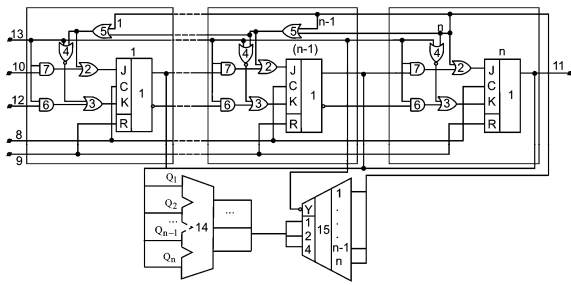 1 n-1 n
13 5 5
4 4 4
1 (n-1) n
10 7 2 J 7 2 J 7 2 J 11
C 1 C 1 C 1
12 6 3 K 6 3 K 6 3 K
R R R
8
9
Q1
Q2
...
Qn-1
Qn
14
...
Y
1
2
4
15
1
.
.
.
n-1
n